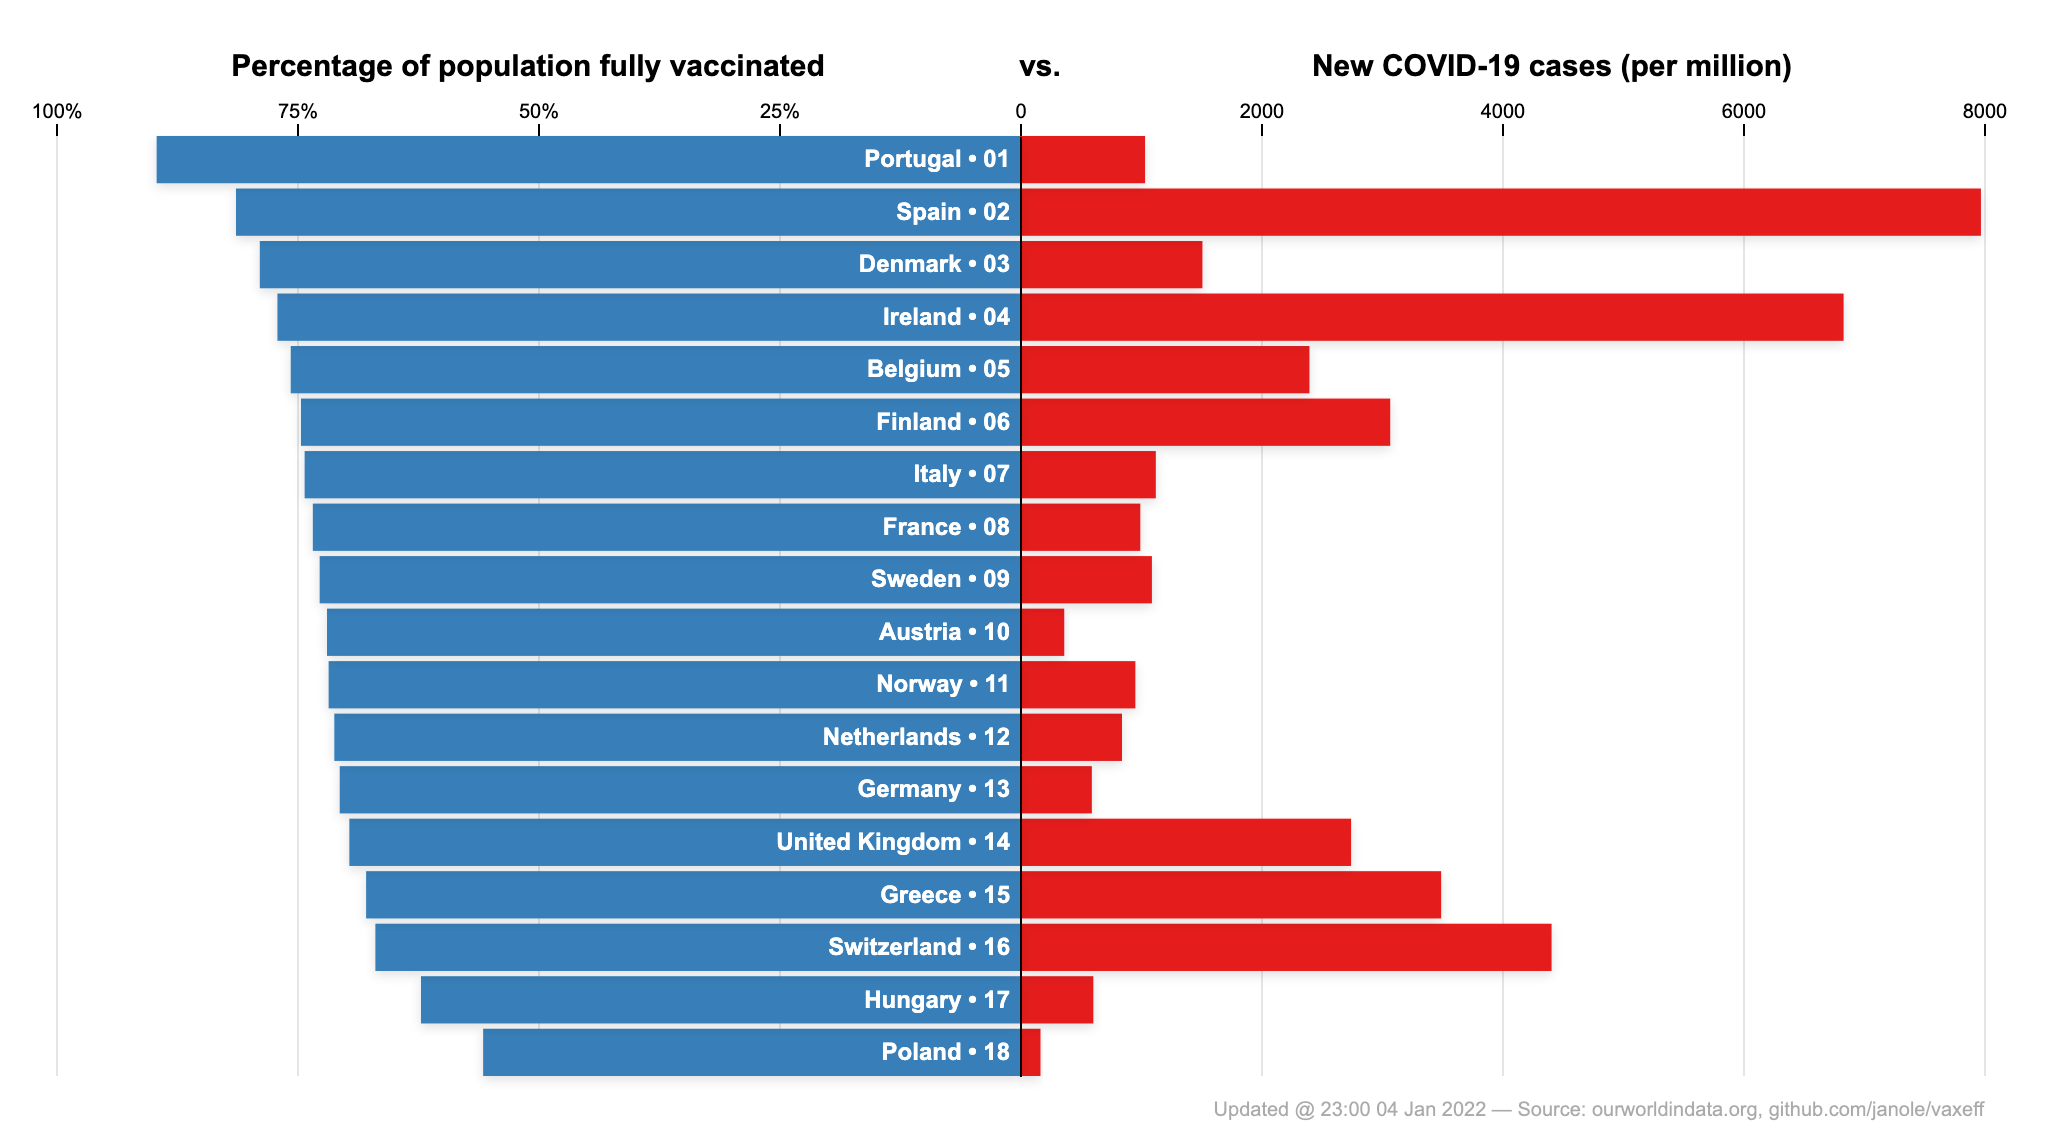 Percentage of population fully vaccinated vs. New COVID-19 cases (per million)
100% 75% 50% 25% 0 2000 4000 6000 8000
Portugal • 01
Spain • 02
Denmark • 03
Ireland • 04
Belgium • 05
Finland • 06
Italy • 07
France • 08
Sweden • 09
Austria • 10
Norway • 11
Netherlands • 12
Germany • 13
United Kingdom • 14
Greece • 15
Switzerland • 16
Hungary • 17
Poland • 18
Updated @ 23:00 04 Jan 2022 — Source: ourworldindata.org, github.com/janole/vaxeff